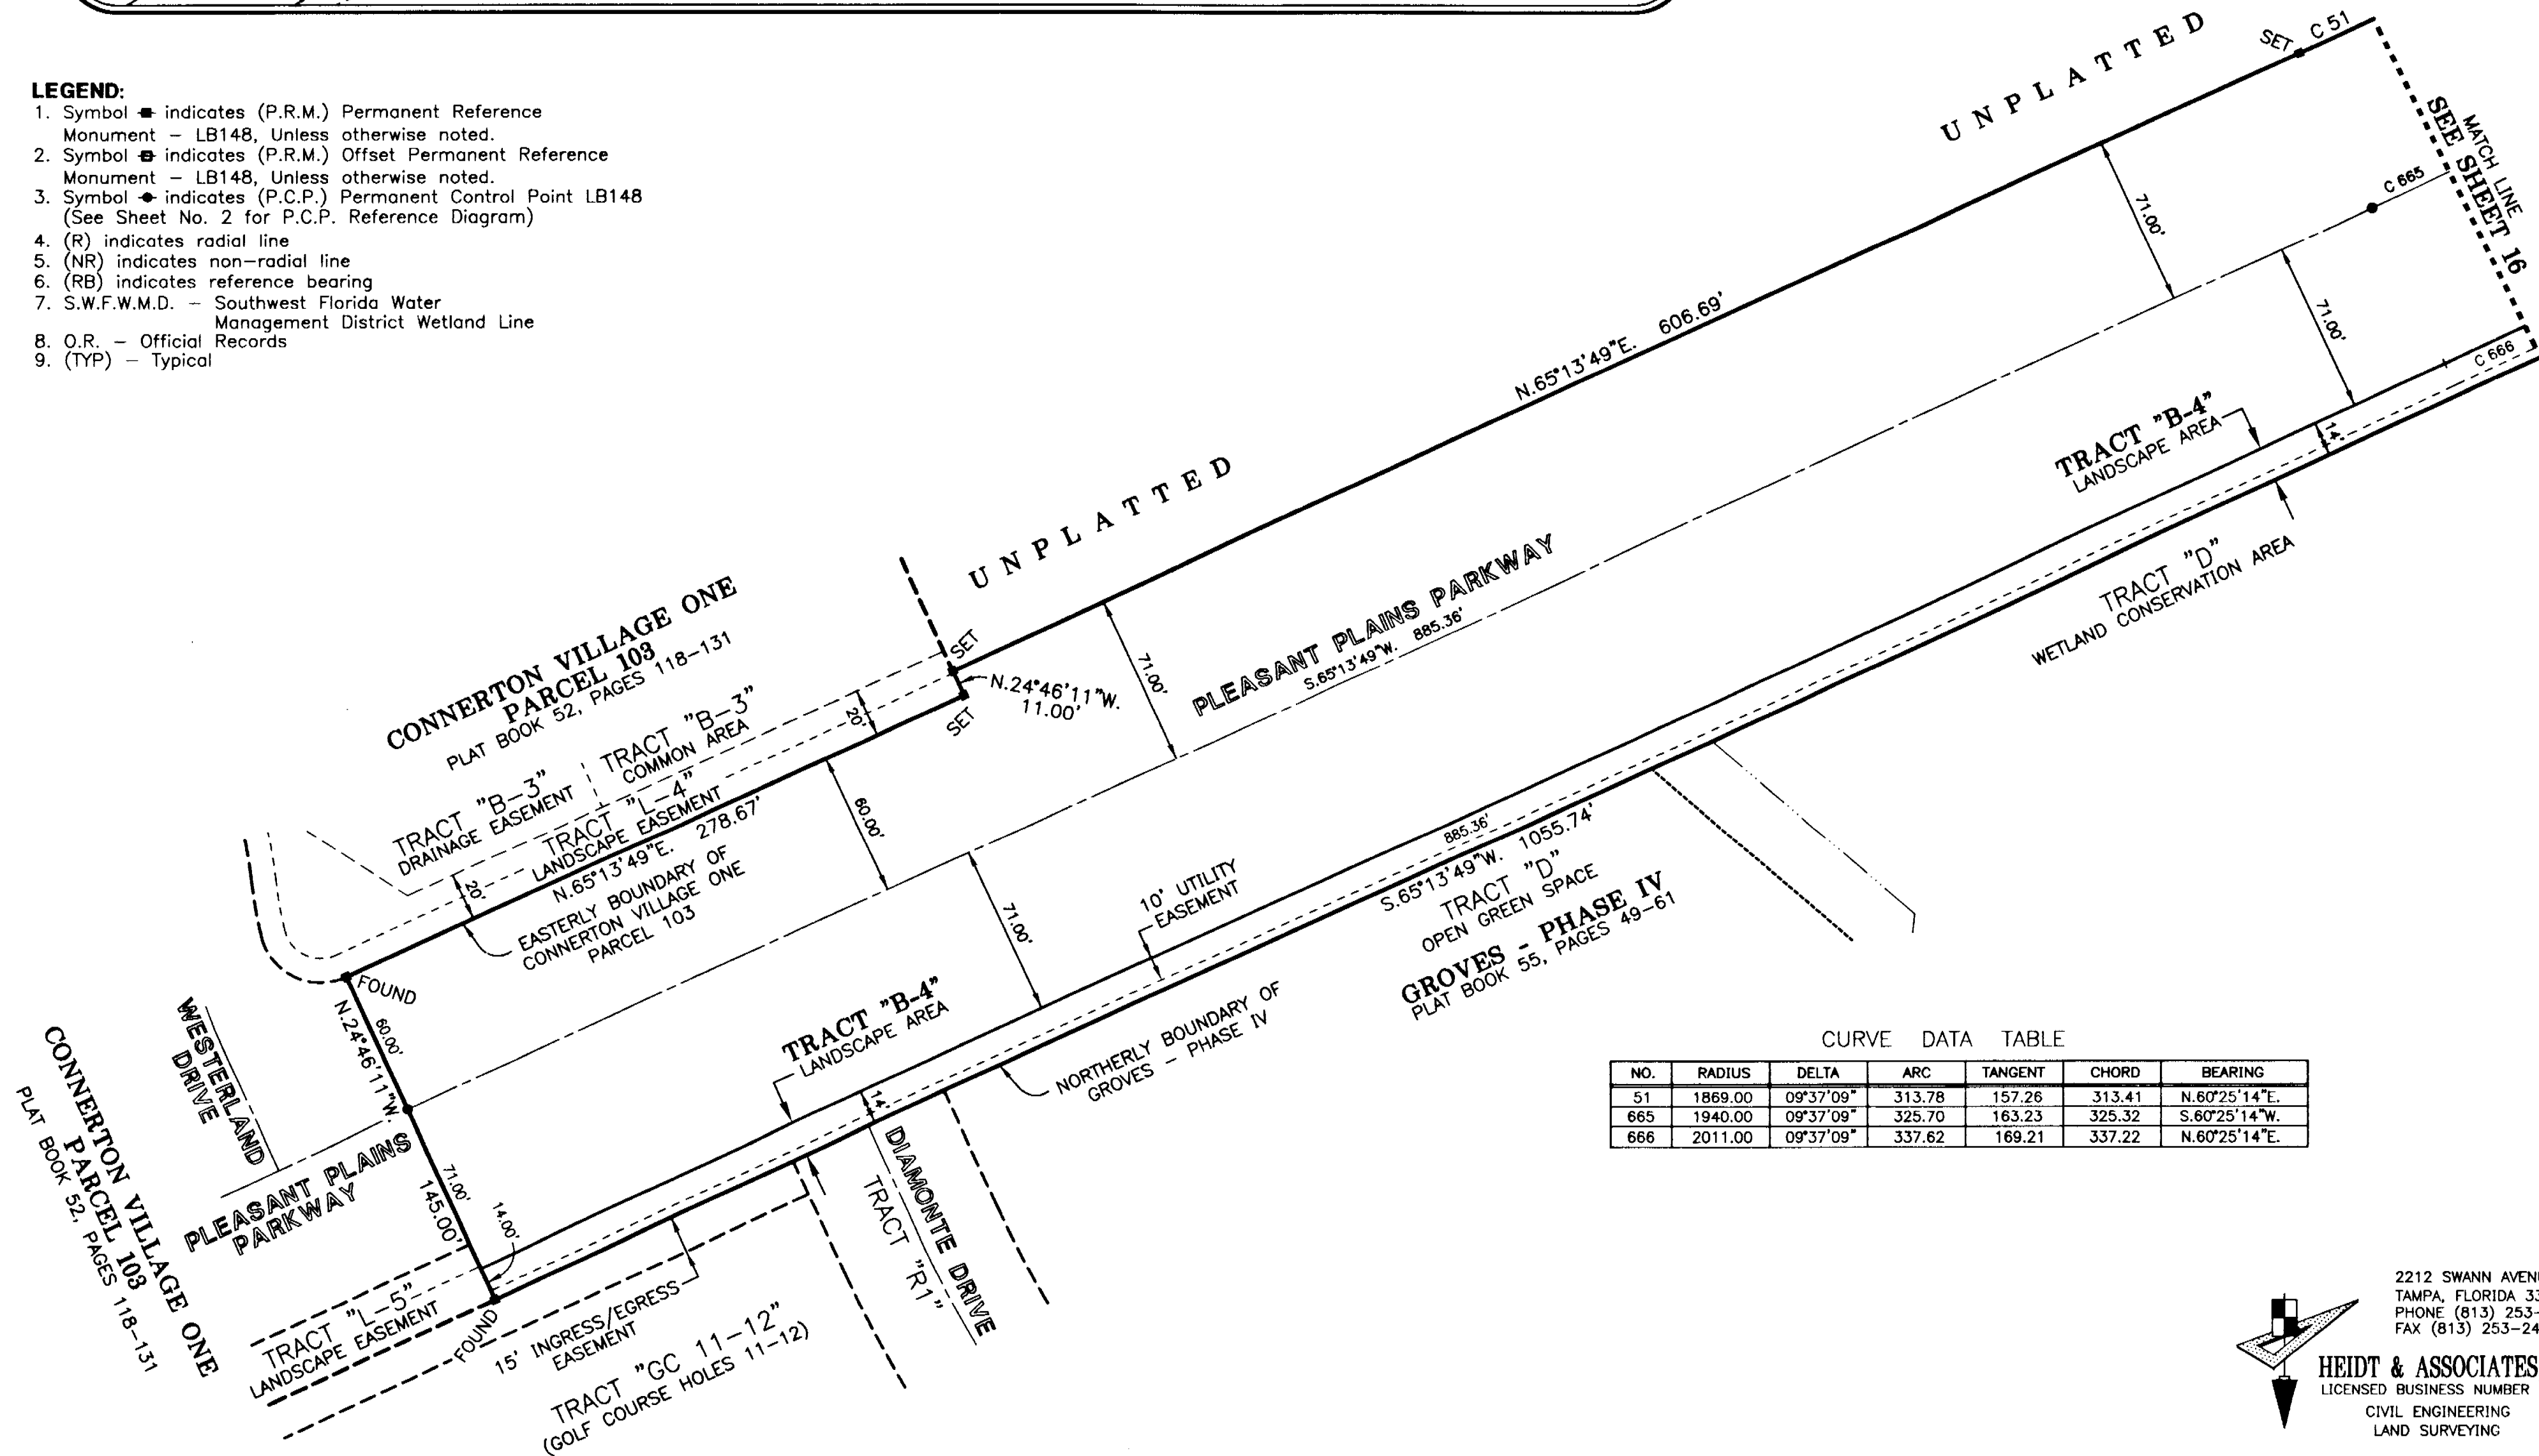 LEGEND:
1. Symbol indicates (P.R.M.) Permanent Reference
Monument – LB148, Unless otherwise noted.
2. Symbol indicates (P.R.M.) Offset Permanent Reference
Monument – LB148, Unless otherwise noted.
3. Symbol indicates (P.C.P.) Permanent Control Point LB148
(See Sheet No. 2 for P.C.P. Reference Diagram)
4. (R) indicates radial line
5. (NR) indicates non–radial line
6. (RB) indicates reference bearing
7. S.W.F.W.M.D. – Southwest Florida Water
Management District Wetland Line
8. O.R. – Official Records
9. (TYP) – Typical
UNPLATTED
SET
C 51
MATCH LINE
SEE SHEET 16
C 665
71.00'
71.00'
C 666
N.65°13'49"E. 606.69'
TRACT "B-4"
LANDSCAPE AREA
14'
TRACT "D"
WETLAND CONSERVATION AREA
UNPLATTED
PLEASANT PLAINS PARKWAY
S.65°13'49"W. 885.36'
71.00'
SET
N.24°46'11"W.
11.00'
SET
CONNERTON VILLAGE ONE
PARCEL 103
PLAT BOOK 52, PAGES 118-131
TRACT "B-3"
COMMON AREA
TRACT "B-3"
DRAINAGE EASEMENT
20'
TRACT "L-4"
LANDSCAPE EASEMENT
20'
N.65°13'49"E. 278.67'
EASTERLY BOUNDARY OF
CONNERTON VILLAGE ONE
PARCEL 103
60.00'
71.00'
10' UTILITY
EASEMENT
885.36'
S.65°13'49"W. 1055.74'
TRACT "D"
OPEN GREEN SPACE
GROVES - PHASE IV
PLAT BOOK 55, PAGES 49-61
NORTHERLY BOUNDARY OF
GROVES - PHASE IV
TRACT "B-4"
LANDSCAPE AREA
14'
FOUND
N.24°46'11"W.
145.00'
60.00'
71.00'
14.00'
WESTERLAND
DRIVE
PLEASANT PLAINS
PARKWAY
CONNERTON VILLAGE ONE
PARCEL 103
PLAT BOOK 52, PAGES 118-131
TRACT "L-5"
LANDSCAPE EASEMENT
FOUND
15' INGRESS/EGRESS
EASEMENT
TRACT "GC 11-12"
(GOLF COURSE HOLES 11-12)
DIAMONTE DRIVE
TRACT "R1"
CURVE DATA TABLE
NO. RADIUS DELTA ARC TANGENT CHORD BEARING
51 1869.00 09°37'09" 313.78 157.26 313.41 N.60°25'14"E.
665 1940.00 09°37'09" 325.70 163.23 325.32 S.60°25'14"W.
666 2011.00 09°37'09" 337.62 169.21 337.22 N.60°25'14"E.
2212 SWANN
TAMPA, FLORIDA
PHONE (813) 253-
FAX (813) 253-24
HEIDT & ASSOCIATES
LICENSED BUSINESS NUMBER
CIVIL ENGINEERING
LAND SURVEYING